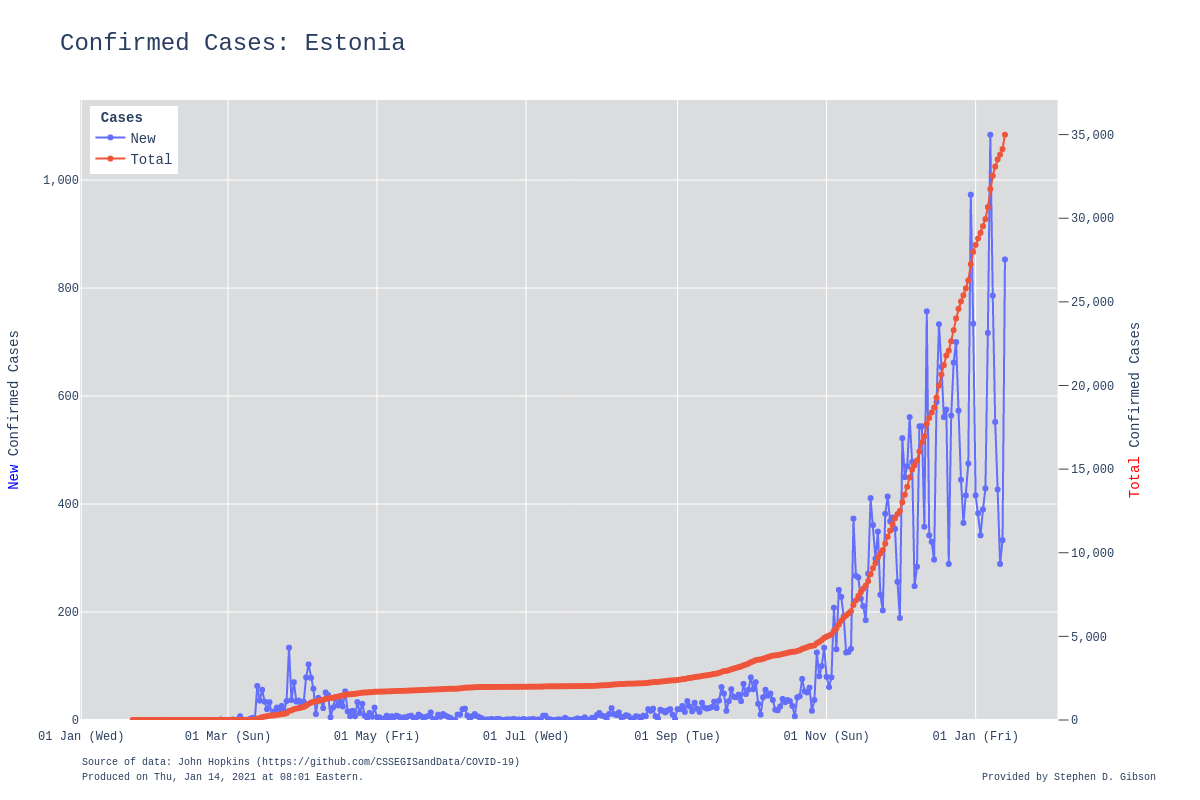 Confirmed Cases: Estonia
Cases
New
Total
1,000
800
600
400
200
0
35,000
30,000
25,000
20,000
15,000
10,000
5,000
0
New Confirmed Cases
Total Confirmed Cases
01 Jan (Wed) 01 Mar (Sun) 01 May (Fri) 01 Jul (Wed) 01 Sep (Tue) 01 Nov (Sun) 01 Jan (Fri)
Source of data: John Hopkins (https://github.com/CSSEGISandData/COVID-19)
Produced on Thu, Jan 14, 2021 at 08:01 Eastern.
Provided by Stephen D. Gibson